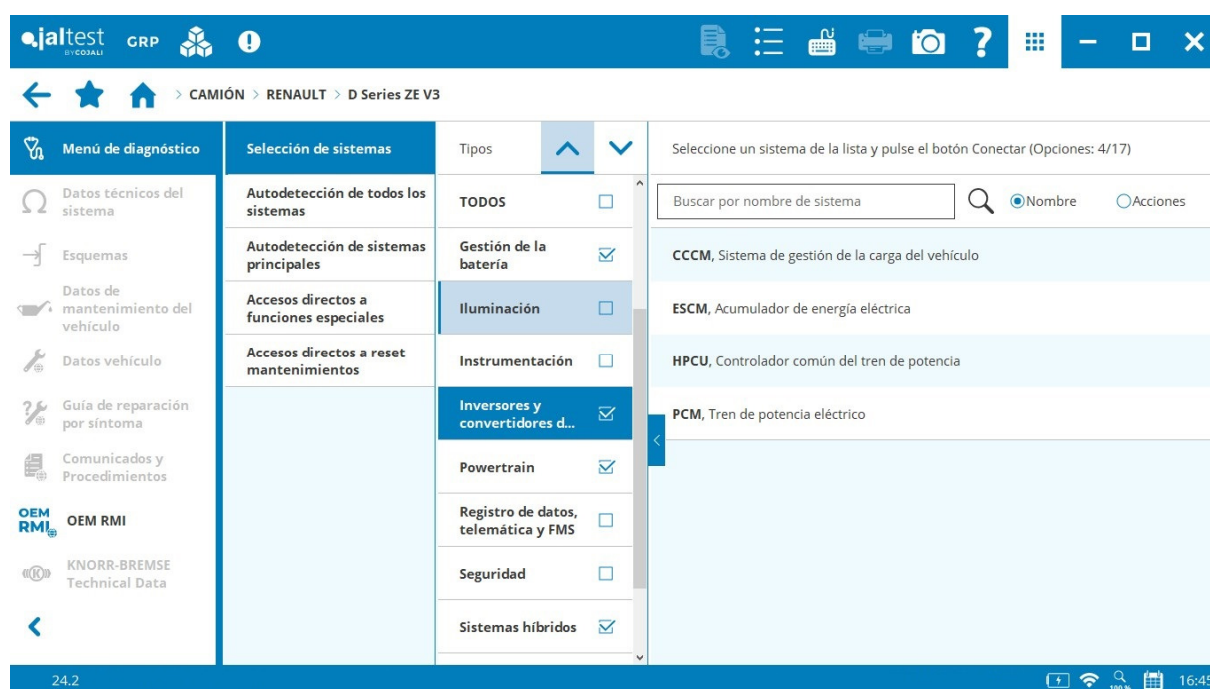 jaltest GRP
BY COJALI
> CAMIÓN > RENAULT > D Series ZE V3
Menú de diagnóstico
Datos técnicos del
sistema
Esquemas
Datos de
mantenimiento del
vehículo
Datos vehículo
Guía de reparación
por síntoma
Comunicados y
Procedimientos
OEM
RMI
OEM RMI
KNORR-BREMSE
Technical Data
Selección de sistemas
Autodetección de todos los
sistemas
Autodetección de sistemas
principales
Accesos directos a
funciones especiales
Accesos directos a reset
mantenimientos
Tipos
TODOS
Gestión de la
batería
Iluminación
Instrumentación
Inversores y
convertidores d...
Powertrain
Registro de datos,
telemática y FMS
Seguridad
Sistemas híbridos
Seleccione un sistema de la lista y pulse el botón Conectar (Opciones: 4/17)
Buscar por nombre de sistema
Nombre
Acciones
CCCM, Sistema de gestión de la carga del vehículo
ESCM, Acumulador de energía eléctrica
HPCU, Controlador común del tren de potencia
PCM, Tren de potencia eléctrico
24.2
100 %
16:45